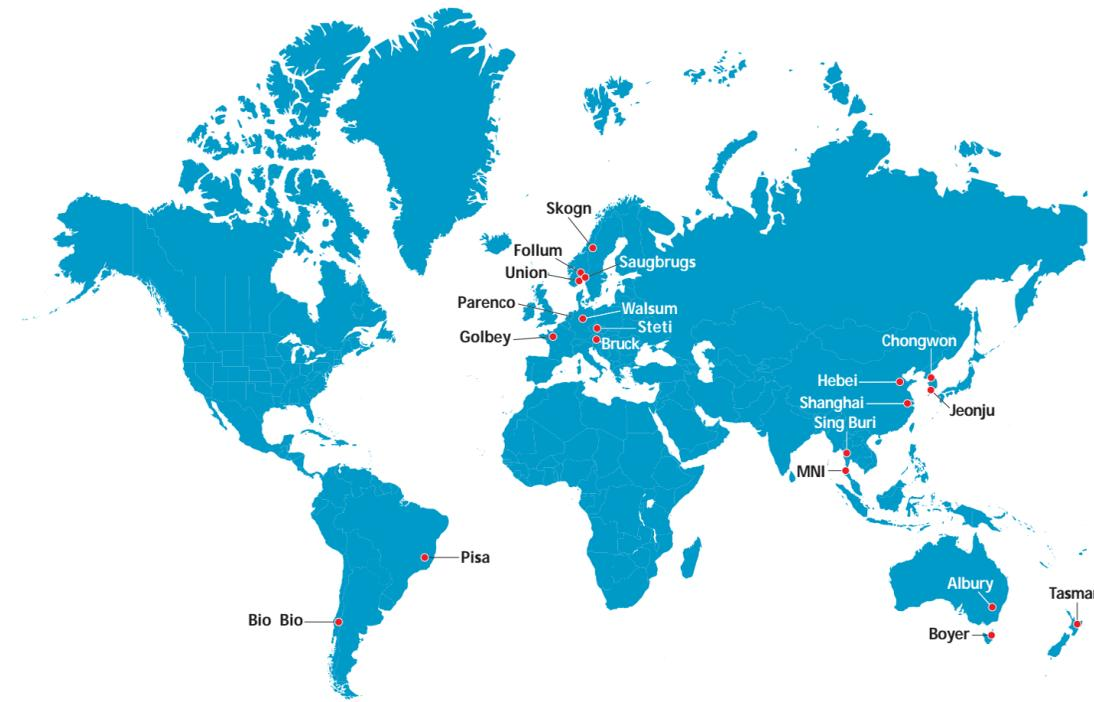 Skogn
Follum
Saugbrugs
Union
Parenco
Walsum
Steti
Golbey
Bruck
Chongwon
Hebei
Shanghai
Jeonju
Sing Buri
MNI
Pisa
Albury
Tasman
Bio Bio
Boyer